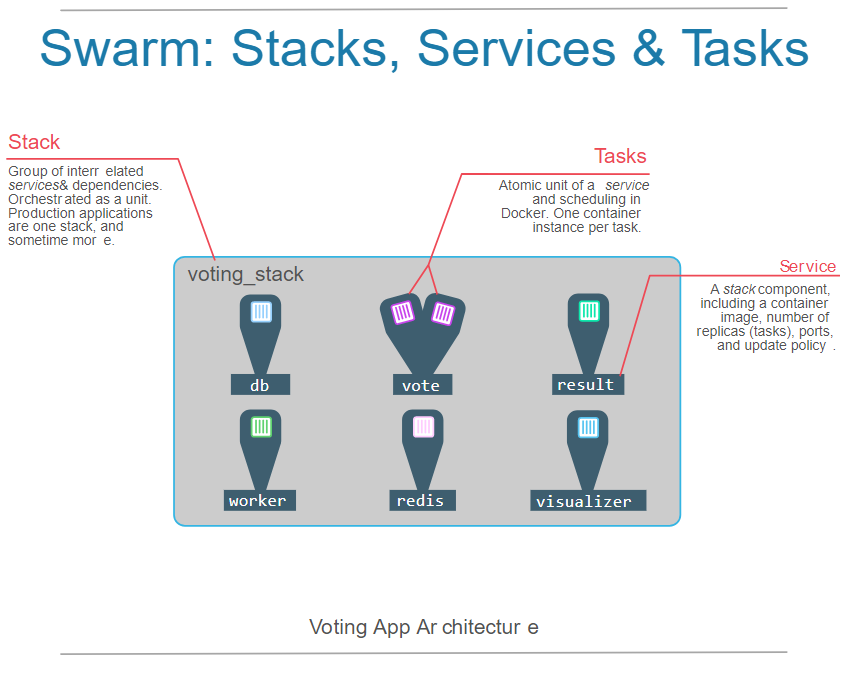 Swarm: Stacks, Services & Tasks
Stack
Group of interr elated
services& dependencies.
Orchestrated as a unit.
Production applications
are one stack, and
sometime mor e.
Tasks
Atomic unit of a service
and scheduling in
Docker. One container
instance per task.
Service
A stack component,
including a container
image, number of
replicas (tasks), ports,
and update policy .
voting_stack
db
vote
result
worker
redis
visualizer
Voting App Ar chitectur e